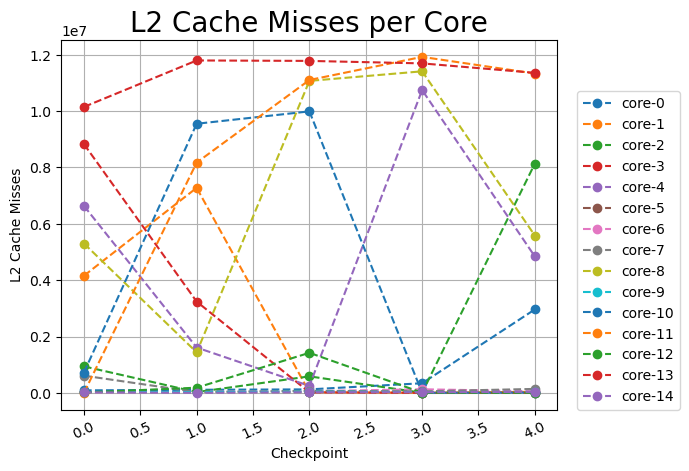 L2 Cache Misses per Core
1e7
1.2
1.0
0.8
0.6
0.4
0.2
0.0
L2 Cache Misses
0.0 0.5 1.0 1.5 2.0 2.5 3.0 3.5 4.0
Checkpoint
core-0
core-1
core-2
core-3
core-4
core-5
core-6
core-7
core-8
core-9
core-10
core-11
core-12
core-13
core-14